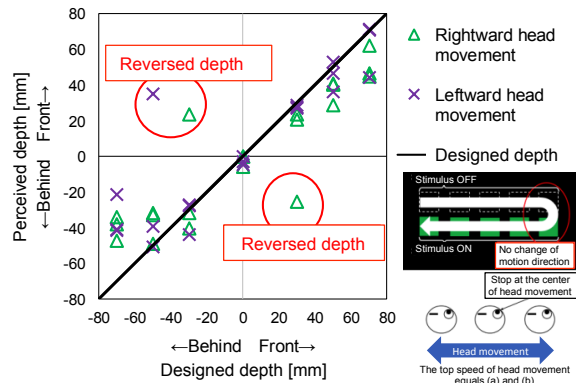 Perceived depth [mm]
←Behind   Front→
80
60
40
20
0
-20
-40
-60
-80
-80 -60 -40 -20 0 20 40 60 80
←Behind   Front→
Designed depth [mm]
Reversed depth
Reversed depth
Rightward head
movement
Leftward head
movement
Designed depth
Stimulus OFF
Stimulus ON
No change of
motion direction
Stop at the center
of head movement
Head movement
The top speed of head movement
equals (a) and (b)